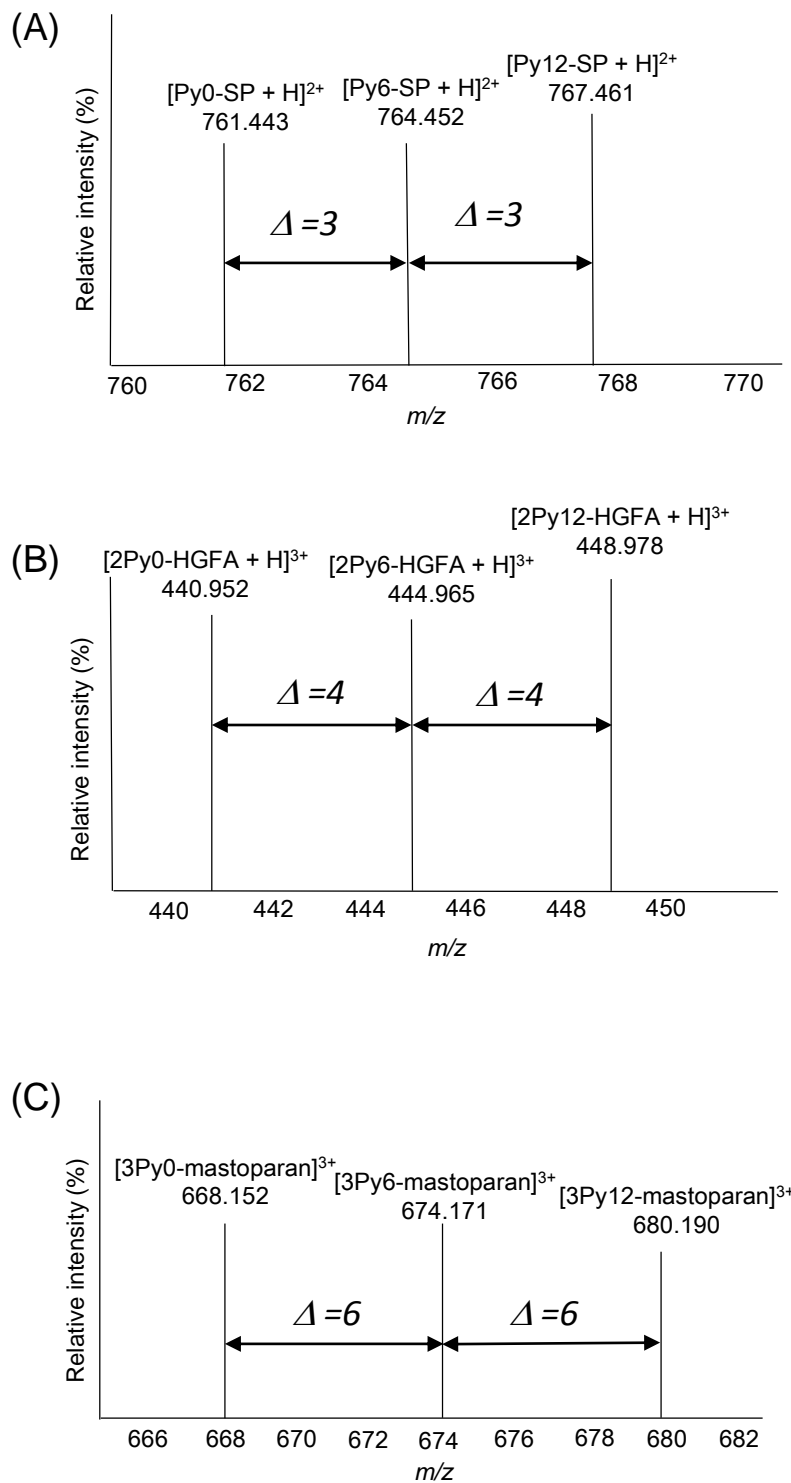 (A)
[Py0-SP + H]²⁺
761.443
[Py6-SP + H]²⁺
764.452
[Py12-SP + H]²⁺
767.461
Δ =3
Δ =3
Relative intensity (%)
760 762 764 766 768 770
m/z
(B)
[2Py0-HGFA + H]³⁺
440.952
[2Py6-HGFA + H]³⁺
444.965
[2Py12-HGFA + H]³⁺
448.978
Δ =4
Δ =4
Relative intensity (%)
440 442 444 446 448 450
m/z
(C)
[3Py0-mastoparan]³⁺
668.152
[3Py6-mastoparan]³⁺
674.171
[3Py12-mastoparan]³⁺
680.190
Δ =6
Δ =6
Relative intensity (%)
666 668 670 672 674 676 678 680 682
m/z